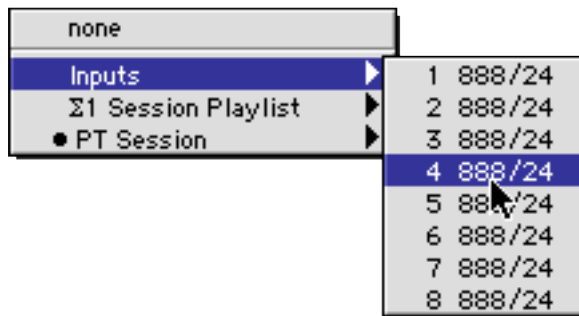 none
Inputs
Σ1 Session Playlist
● PT Session
1 888/24
2 888/24
3 888/24
4 888/24
5 888/24
6 888/24
7 888/24
8 888/24